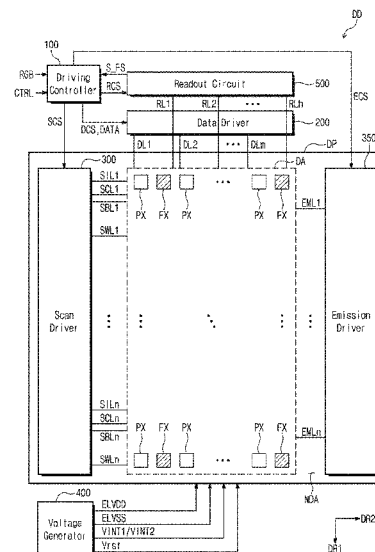 DD
100
RGB
CTRL
Driving
Controller
S_FS
RCS
Readout Circuit
500
RL1 RL2 ... RLh
ECS
SCS
DCS,DATA
Data Driver
200
DL1 DL2 ... DLm
DP
350
300
DA
SIL1
SCL1
SBL1
SWL1
EML1
PX FX PX ... PX FX
Scan
Driver
Emission
Driver
SILn
SCLn
SBLn
SWLn
PX FX PX PX FX
...
EMLn
NDA
400
Voltage
Generator
ELVDD
ELVSS
VINT1/VINT2
Vrst
DR2
DR1